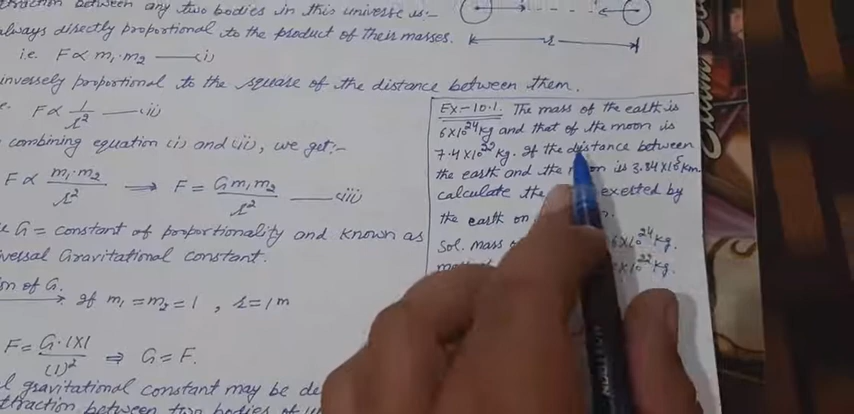 traction between any two bodies in this universe is:-
always directly proportional to the product of their masses.
i.e. F ∝ m₁·m₂ —(i)
r
inversely proportional to the square of the distance between them.
F ∝ 1/r² —(ii)
combining equation (i) and (ii), we get:-
F ∝ m₁·m₂/r² → F = Gm₁m₂/r² —(iii)
G = constant of proportionality and known as
versal Gravitational constant.
on of G.
→ If m₁ = m₂ = 1 , r = 1 m
F = G·1×1/(1)² ⇒ G = F.
l gravitational constant may be de
traction between two bodies of
Ex-10.1. The mass of the earth is
6×10²⁴kg and that of the moon is
7.4×10²² kg. If the distance between
the earth and the moon is 3.84×10⁵ km.
calculate the exerted by
the earth on
Sol. mass 6×10²⁴ kg.
×10²² kg.